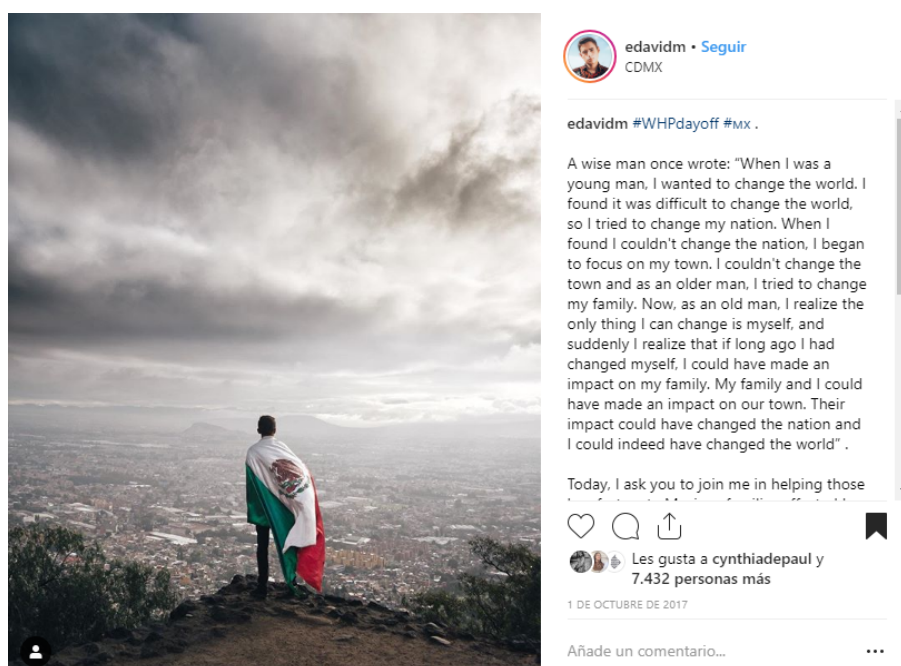 edavidm • Seguir
CDMX
edavidm #WHPdayoff #MX .
A wise man once wrote: “When I was a
young man, I wanted to change the world. I
found it was difficult to change the world,
so I tried to change my nation. When I
found I couldn't change the nation, I began
to focus on my town. I couldn't change the
town and as an older man, I tried to change
my family. Now, as an old man, I realize the
only thing I can change is myself, and
suddenly I realize that if long ago I had
changed myself, I could have made an
impact on my family. My family and I could
have made an impact on our town. Their
impact could have changed the nation and
I could indeed have changed the world” .
Today, I ask you to join me in helping those
Les gusta a cynthiadepaul y
7.432 personas más
1 DE OCTUBRE DE 2017
Añade un comentario...